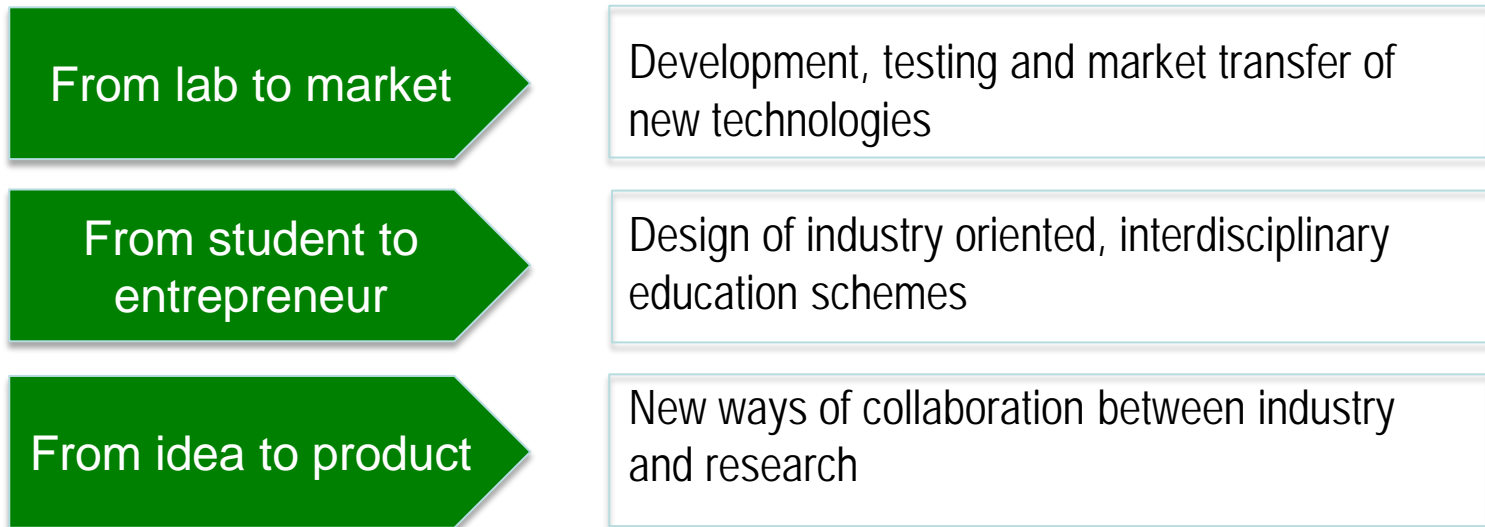 From lab to market
Development, testing and market transfer of
new technologies
From student to
entrepreneur
Design of industry oriented, interdisciplinary
education schemes
From idea to product
New ways of collaboration between industry
and research